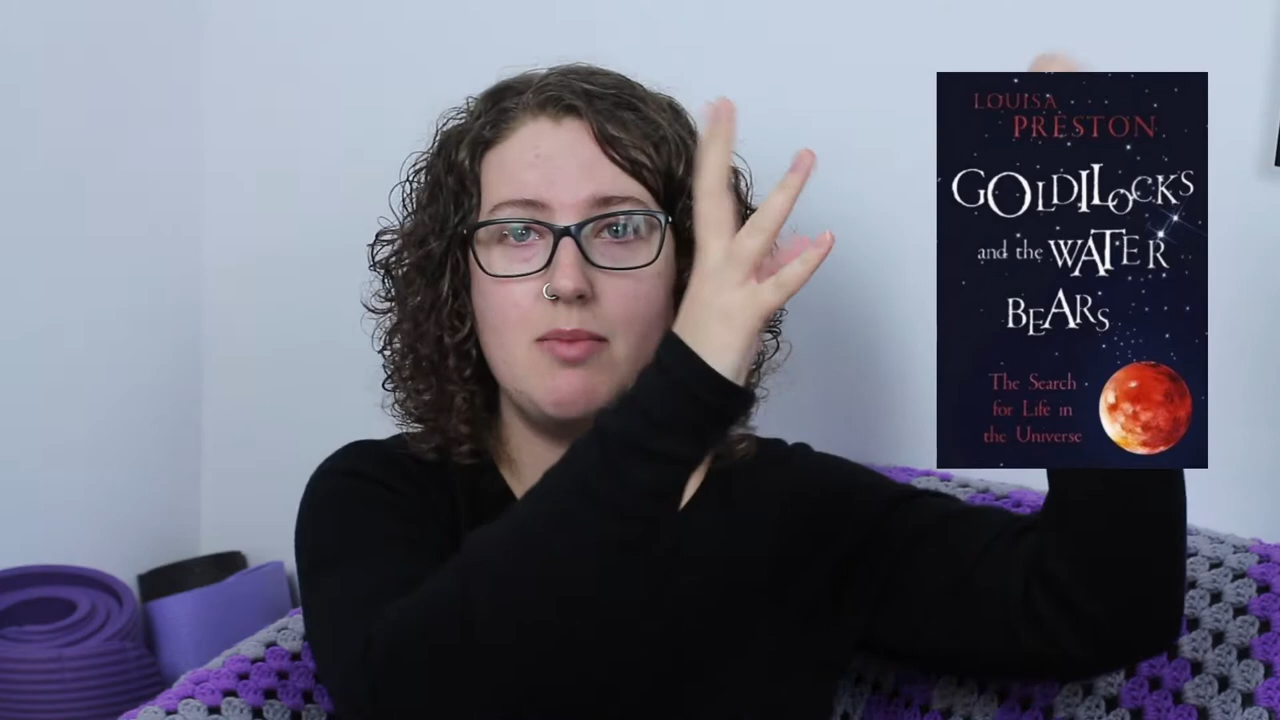 LOUISA
PRESTON
GOLDILOCKS
and the WATER
BEARS
The Search
for Life in
the Universe